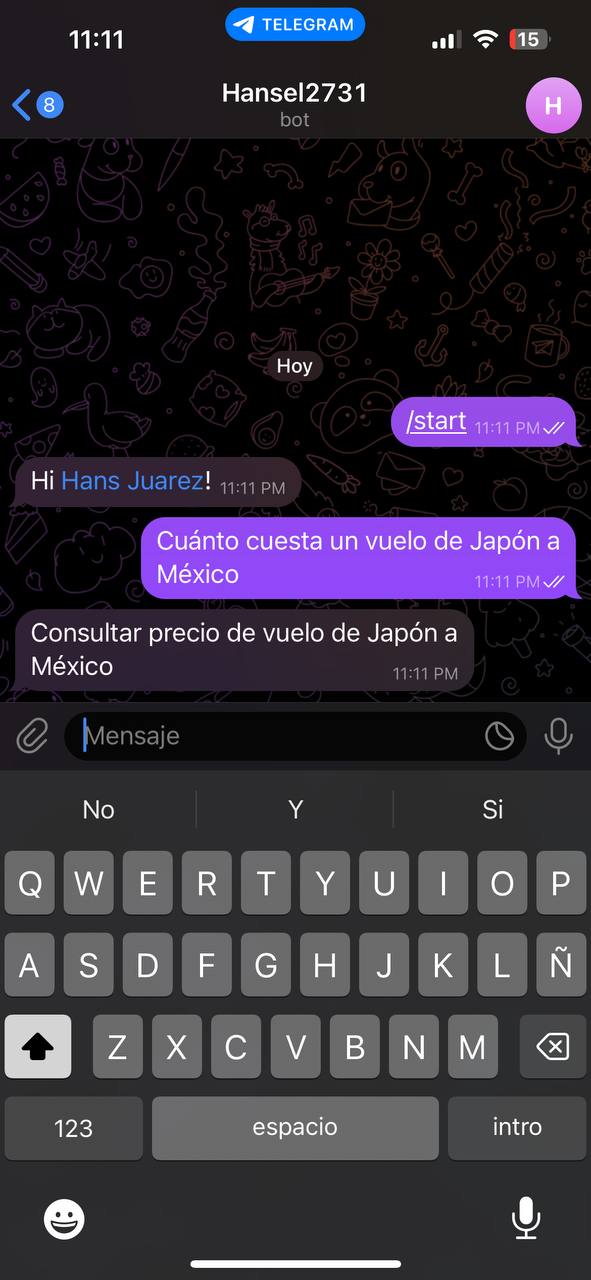 11:11
TELEGRAM
15
8
Hansel2731
bot
H
Hoy
/start 11:11 PM
Hi Hans Juarez! 11:11 PM
Cuánto cuesta un vuelo de Japón a
México 11:11 PM
Consultar precio de vuelo de Japón a
México 11:11 PM
Mensaje
No Y Si
Q W E R T Y U I O P
A S D F G H J K L Ñ
Z X C V B N M
123 espacio intro